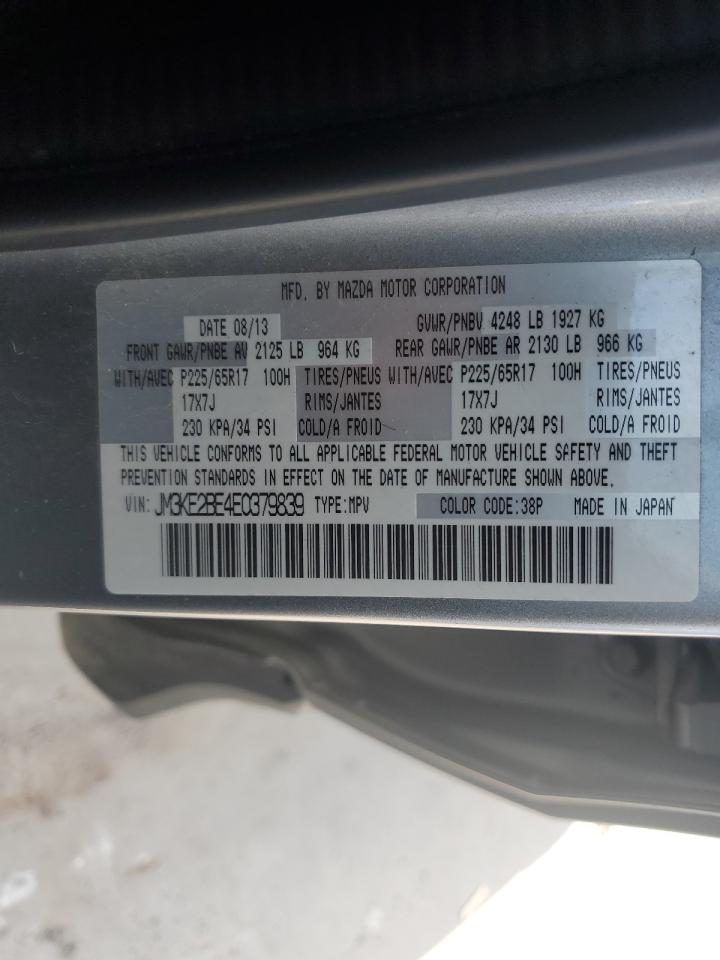 MFD. BY MAZDA MOTOR CORPORATION
DATE 08/13 GVWR/PNBV 4248 LB 1927 KG
FRONT GAWR/PNBE AV 2125 LB 964 KG REAR GAWR/PNBE AR 2130 LB 966 KG
WITH/AVEC P225/65R17 100H TIRES/PNEUS WITH/AVEC P225/65R17 100H TIRES/PNEUS
17X7J RIMS/JANTES 17X7J RIMS/JANTES
230 KPA/34 PSI COLD/A FROID 230 KPA/34 PSI COLD/A FROID
THIS VEHICLE CONFORMS TO ALL APPLICABLE FEDERAL MOTOR VEHICLE SAFETY AND THEFT
PREVENTION STANDARDS IN EFFECT ON THE DATE OF MANUFACTURE SHOWN ABOVE.
VIN: JM3KE2BE4E0379839 TYPE:MPV COLOR CODE:38P MADE IN JAPAN